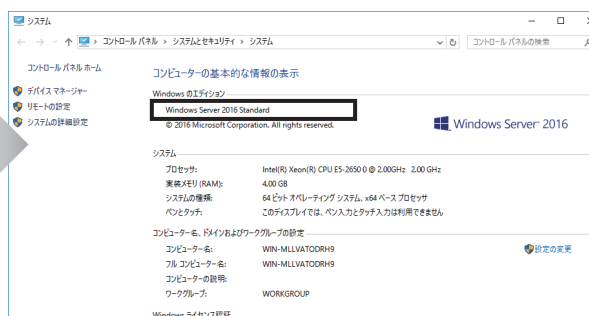 システム
コントロール パネル › システムとセキュリティ › システム
コントロール パネルの検索
コントロール パネル ホーム
デバイス マネージャー
リモートの設定
システムの詳細設定
コンピューターの基本的な情報の表示
Windows のエディション
Windows Server 2016 Standard
© 2016 Microsoft Corporation. All rights reserved.
Windows Server 2016
システム
プロセッサ: Intel(R) Xeon(R) CPU E5-2650 0 @ 2.00GHz 2.00 GHz
実装メモリ (RAM): 4.00 GB
システムの種類: 64 ビット オペレーティング システム、x64 ベース プロセッサ
ペンとタッチ: このディスプレイでは、ペン入力とタッチ入力は利用できません
コンピューター名、ドメインおよびワークグループの設定
コンピューター名: WIN-MLLVATODRH9
設定の変更
フル コンピューター名: WIN-MLLVATODRH9
コンピューターの説明:
ワークグループ: WORKGROUP
Windows ライセンス認証